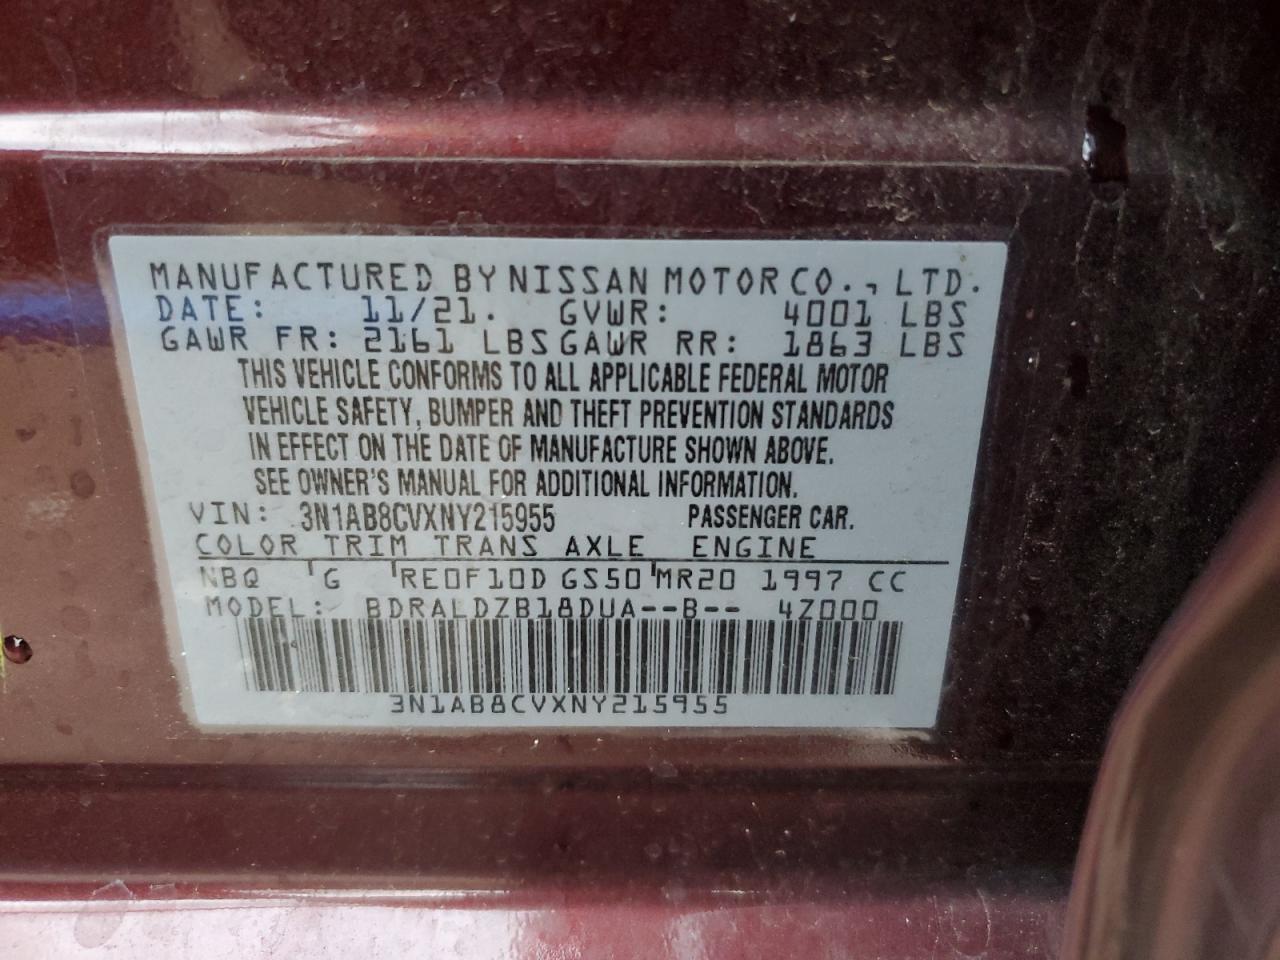 MANUFACTURED BY NISSAN MOTOR CO., LTD.
DATE: 11/21. GVWR: 4001 LBS
GAWR FR: 2161 LBS GAWR RR: 1863 LBS
THIS VEHICLE CONFORMS TO ALL APPLICABLE FEDERAL MOTOR
VEHICLE SAFETY, BUMPER AND THEFT PREVENTION STANDARDS
IN EFFECT ON THE DATE OF MANUFACTURE SHOWN ABOVE.
SEE OWNER'S MANUAL FOR ADDITIONAL INFORMATION.
VIN: 3N1AB8CVXNY215955 PASSENGER CAR.
COLOR TRIM TRANS AXLE ENGINE
NBQ G RE0F10D GS50 MR20 1997 CC
MODEL: BDRALDZB18DUA--B-- 4Z000
3N1AB8CVXNY215955